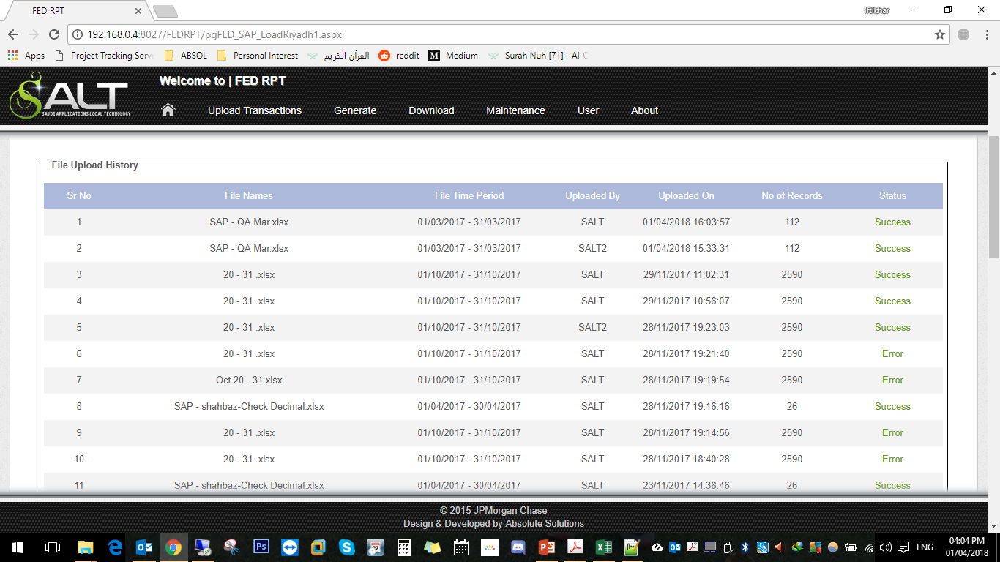 FED RPT
Iftikhar
192.168.0.4:8027/FEDRPT/pgFED_SAP_LoadRiyadh1.aspx
Apps Project Tracking Serv ABSOL Personal Interest القرآن الكريم reddit M Medium Surah Nuh [71] - Al-C
SALT
SAUDI APPLICATIONS LOCAL TECHNOLOGY
Welcome to | FED RPT
Upload Transactions Generate Download Maintenance User About
File Upload History
Sr No File Names File Time Period Uploaded By Uploaded On No of Records Status
1 SAP - QA Mar.xlsx 01/03/2017 - 31/03/2017 SALT 01/04/2018 16:03:57 112 Success
2 SAP - QA Mar.xlsx 01/03/2017 - 31/03/2017 SALT2 01/04/2018 15:33:31 112 Success
3 20 - 31 .xlsx 01/10/2017 - 31/10/2017 SALT 29/11/2017 11:02:31 2590 Success
4 20 - 31 .xlsx 01/10/2017 - 31/10/2017 SALT 29/11/2017 10:56:07 2590 Success
5 20 - 31 .xlsx 01/10/2017 - 31/10/2017 SALT2 28/11/2017 19:23:03 2590 Success
6 20 - 31 .xlsx 01/10/2017 - 31/10/2017 SALT 28/11/2017 19:21:40 2590 Error
7 Oct 20 - 31.xlsx 01/10/2017 - 31/10/2017 SALT 28/11/2017 19:19:54 2590 Error
8 SAP - shahbaz-Check Decimal.xlsx 01/04/2017 - 30/04/2017 SALT 28/11/2017 19:16:16 26 Success
9 20 - 31 .xlsx 01/10/2017 - 31/10/2017 SALT 28/11/2017 19:14:56 2590 Error
10 20 - 31 .xlsx 01/10/2017 - 31/10/2017 SALT 28/11/2017 18:40:28 2590 Error
11 SAP - shahbaz-Check Decimal.xlsx 01/04/2017 - 30/04/2017 SALT 23/11/2017 14:38:46 26 Success
© 2015 JPMorgan Chase
Design & Developed by Absolute Solutions
ENG
04:04 PM
01/04/2018